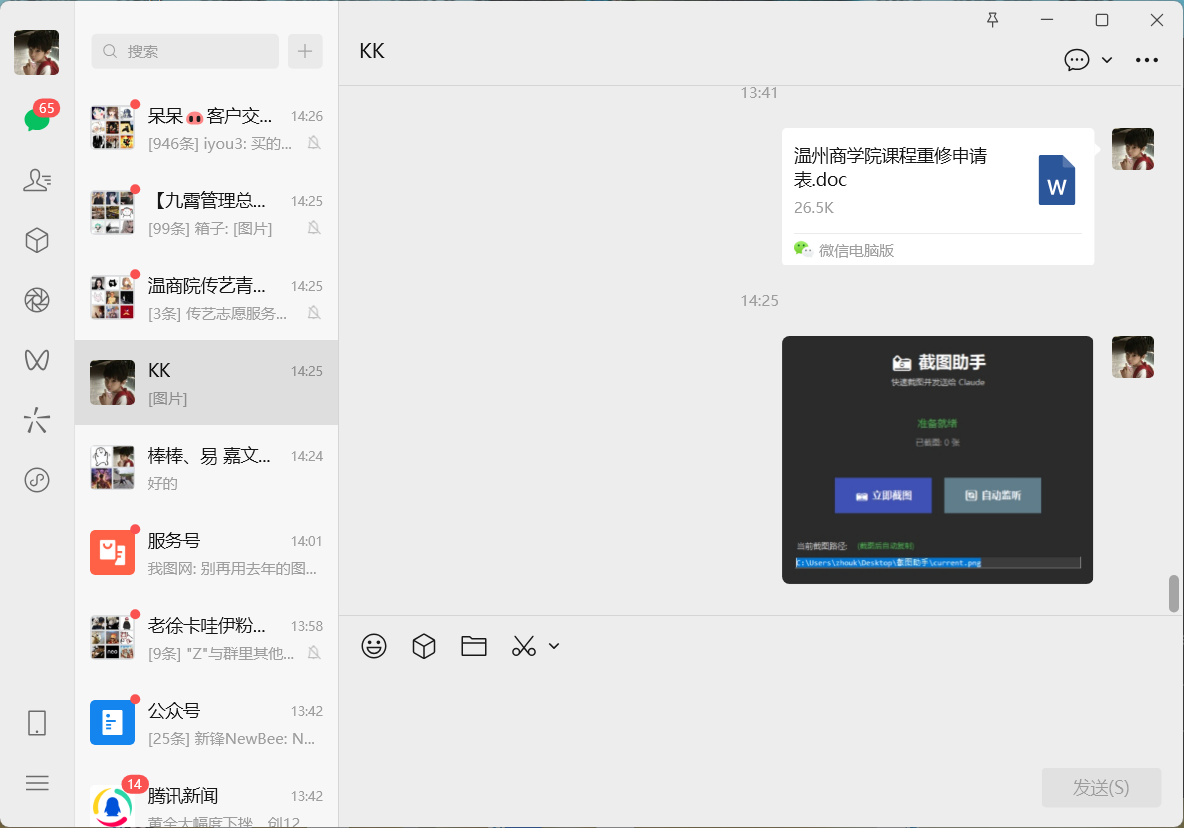 65
搜索
呆呆🐽客户交...
14:26
[946条] iyou3: 买的...
【九霄管理总...
14:25
[99条] 箱子: [图片]
温商院传艺青...
14:25
[3条] 传艺志愿服务...
KK
14:25
[图片]
棒棒、易 嘉文...
14:24
好的
服务号
14:01
我图网: 别再用去年的图...
老徐卡哇伊粉...
13:58
[9条] "Z"与群里其他...
公众号
13:42
[25条] 新锋NewBee: N...
14
腾讯新闻
13:42
黄金大幅度下挫，创12...
KK
13:41
温州商学院课程重修申请
表.doc
26.5K
W
微信电脑版
14:25
截图助手
快速截图并发送给 Claude
准备就绪
已截图: 0 张
立即截图
自动监听
当前截图路径: (截图后自动复制)
C:\Users\zhouk\Desktop\截图助手\current.png
发送(S)